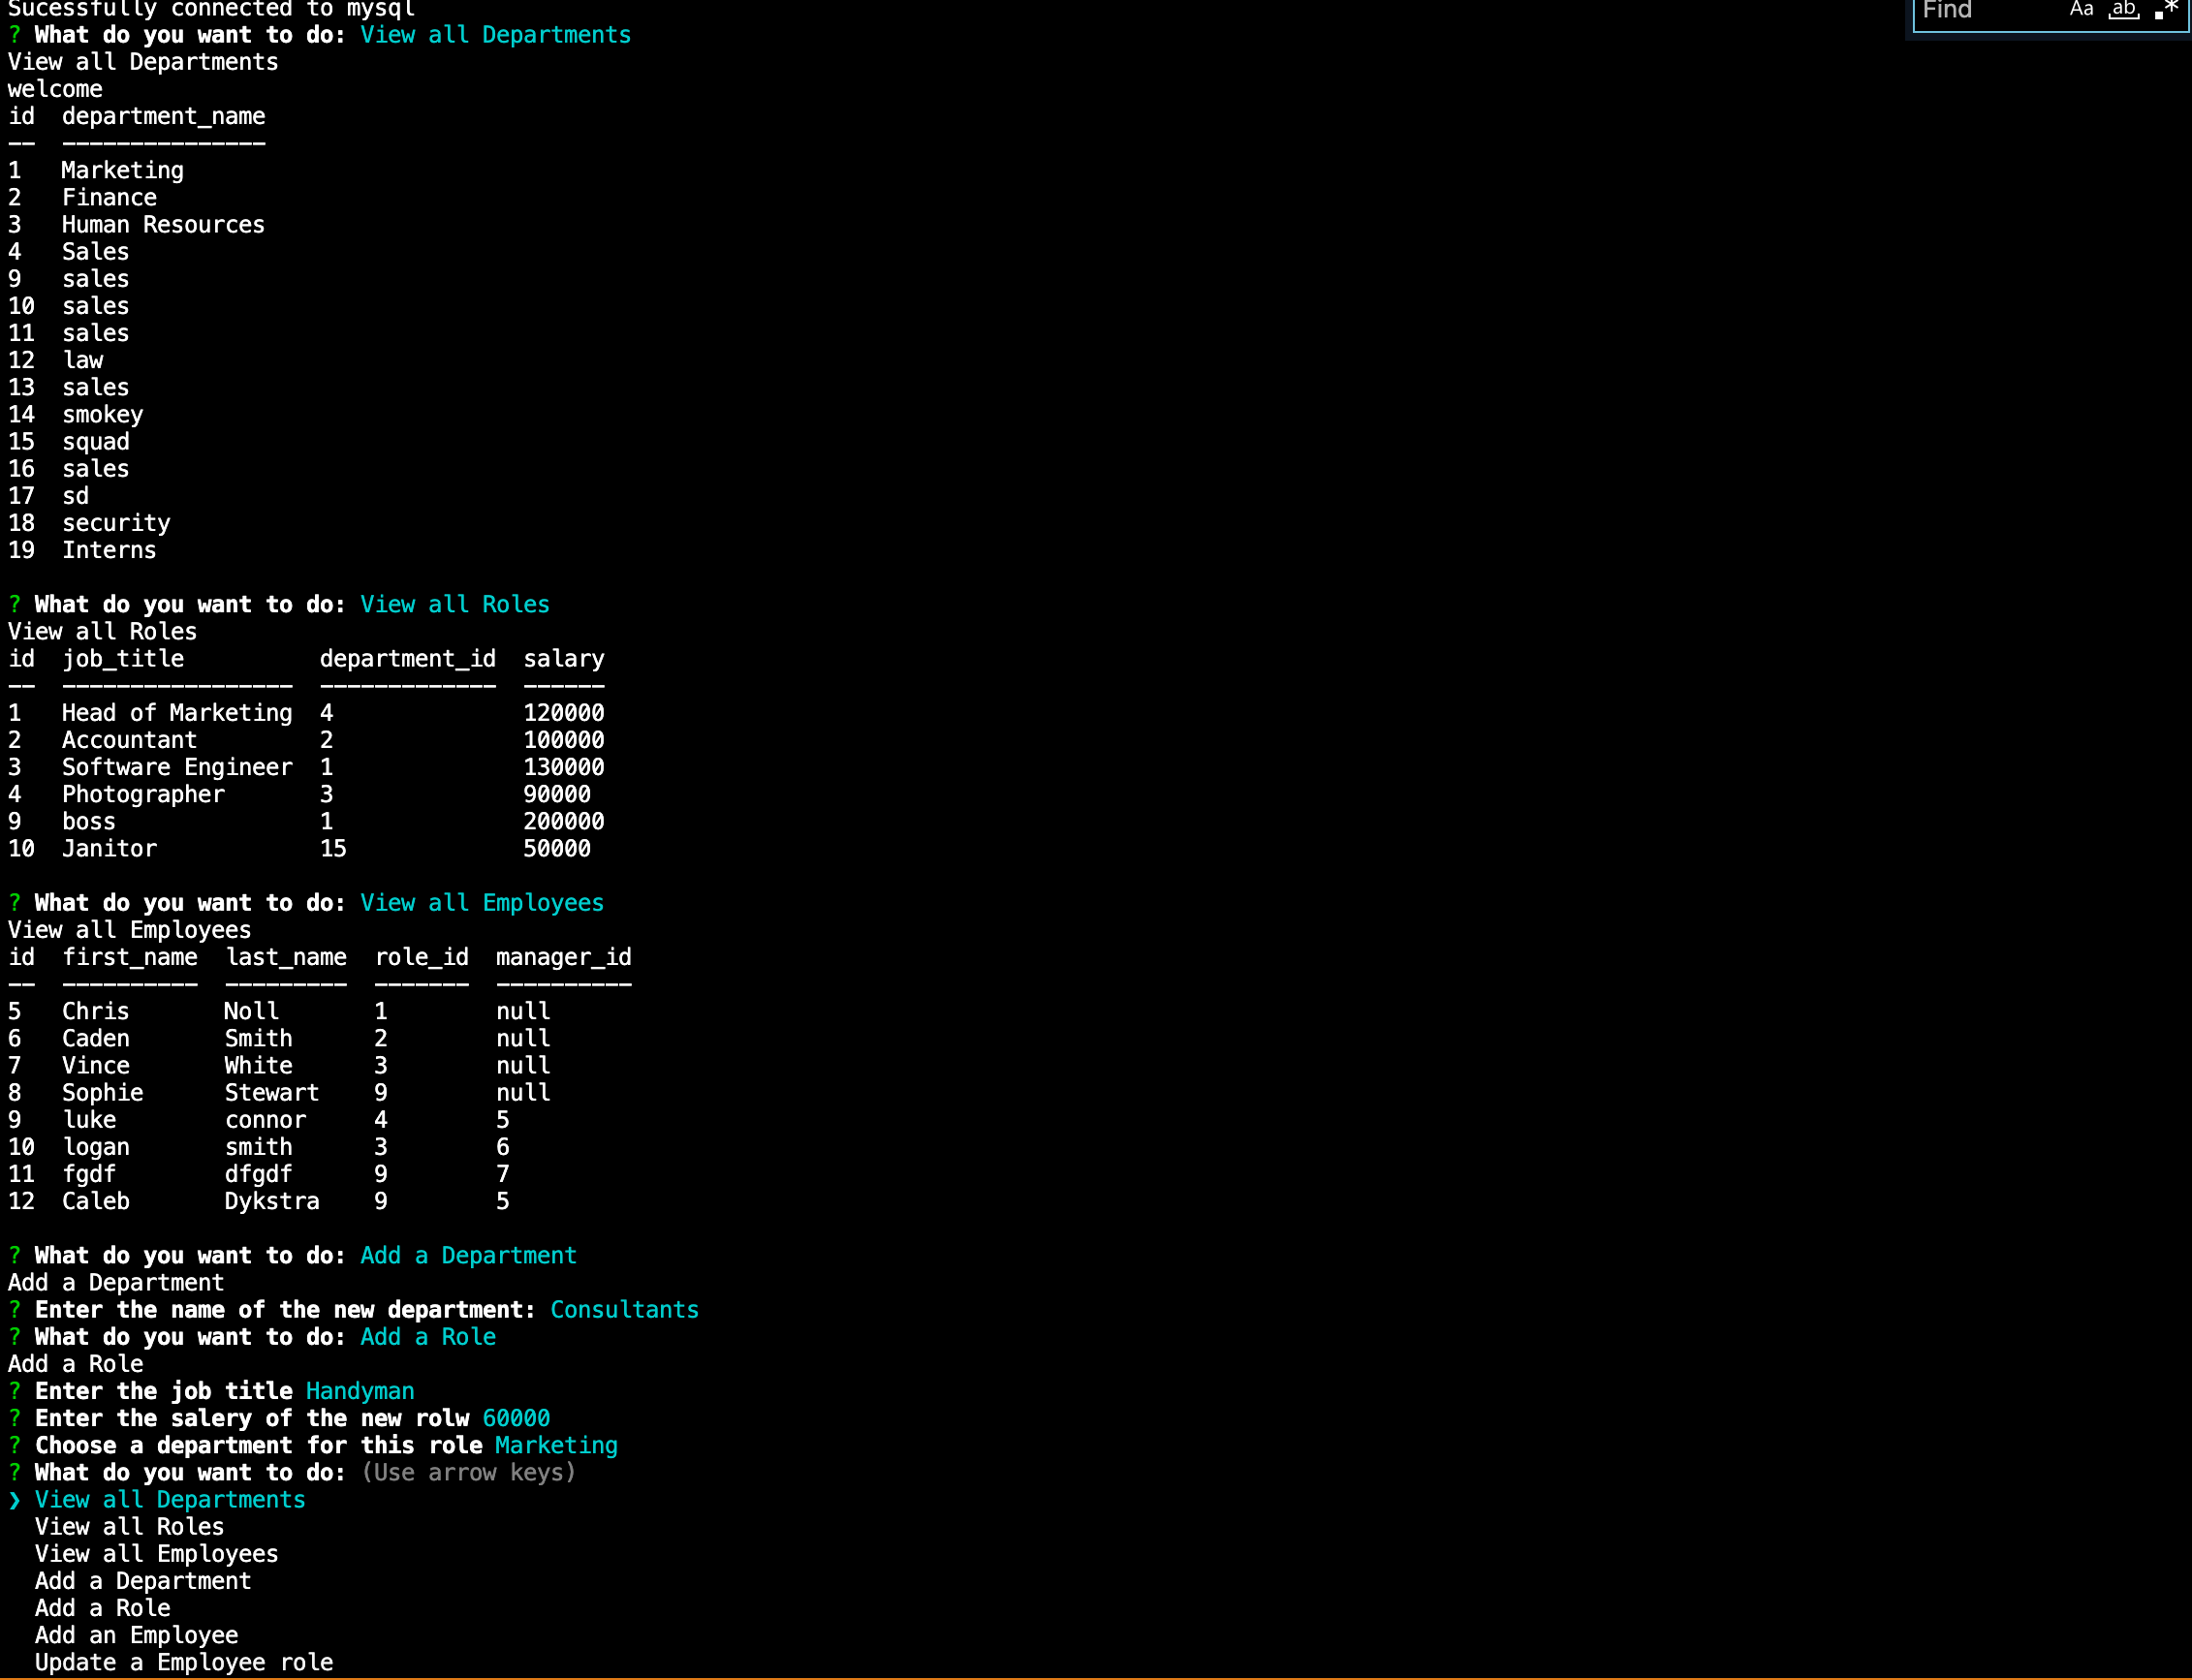 Sucessfully connected to mysql
Find Aa ab .*
? What do you want to do: View all Departments
View all Departments
welcome
id  department_name
--  ---------------
1   Marketing
2   Finance
3   Human Resources
4   Sales
9   sales
10  sales
11  sales
12  law
13  sales
14  smokey
15  squad
16  sales
17  sd
18  security
19  Interns
? What do you want to do: View all Roles
View all Roles
id  job_title          department_id  salary
--  -----------------  -------------  ------
1   Head of Marketing  4              120000
2   Accountant         2              100000
3   Software Engineer  1              130000
4   Photographer       3              90000
9   boss               1              200000
10  Janitor            15             50000
? What do you want to do: View all Employees
View all Employees
id  first_name  last_name  role_id  manager_id
--  ----------  ---------  -------  ----------
5   Chris       Noll       1        null
6   Caden       Smith      2        null
7   Vince       White      3        null
8   Sophie      Stewart    9        null
9   luke        connor     4        5
10  logan       smith      3        6
11  fgdf        dfgdf      9        7
12  Caleb       Dykstra    9        5
? What do you want to do: Add a Department
Add a Department
? Enter the name of the new department: Consultants
? What do you want to do: Add a Role
Add a Role
? Enter the job title Handyman
? Enter the salery of the new rolw 60000
? Choose a department for this role Marketing
? What do you want to do: (Use arrow keys)
❯ View all Departments
  View all Roles
  View all Employees
  Add a Department
  Add a Role
  Add an Employee
  Update a Employee role